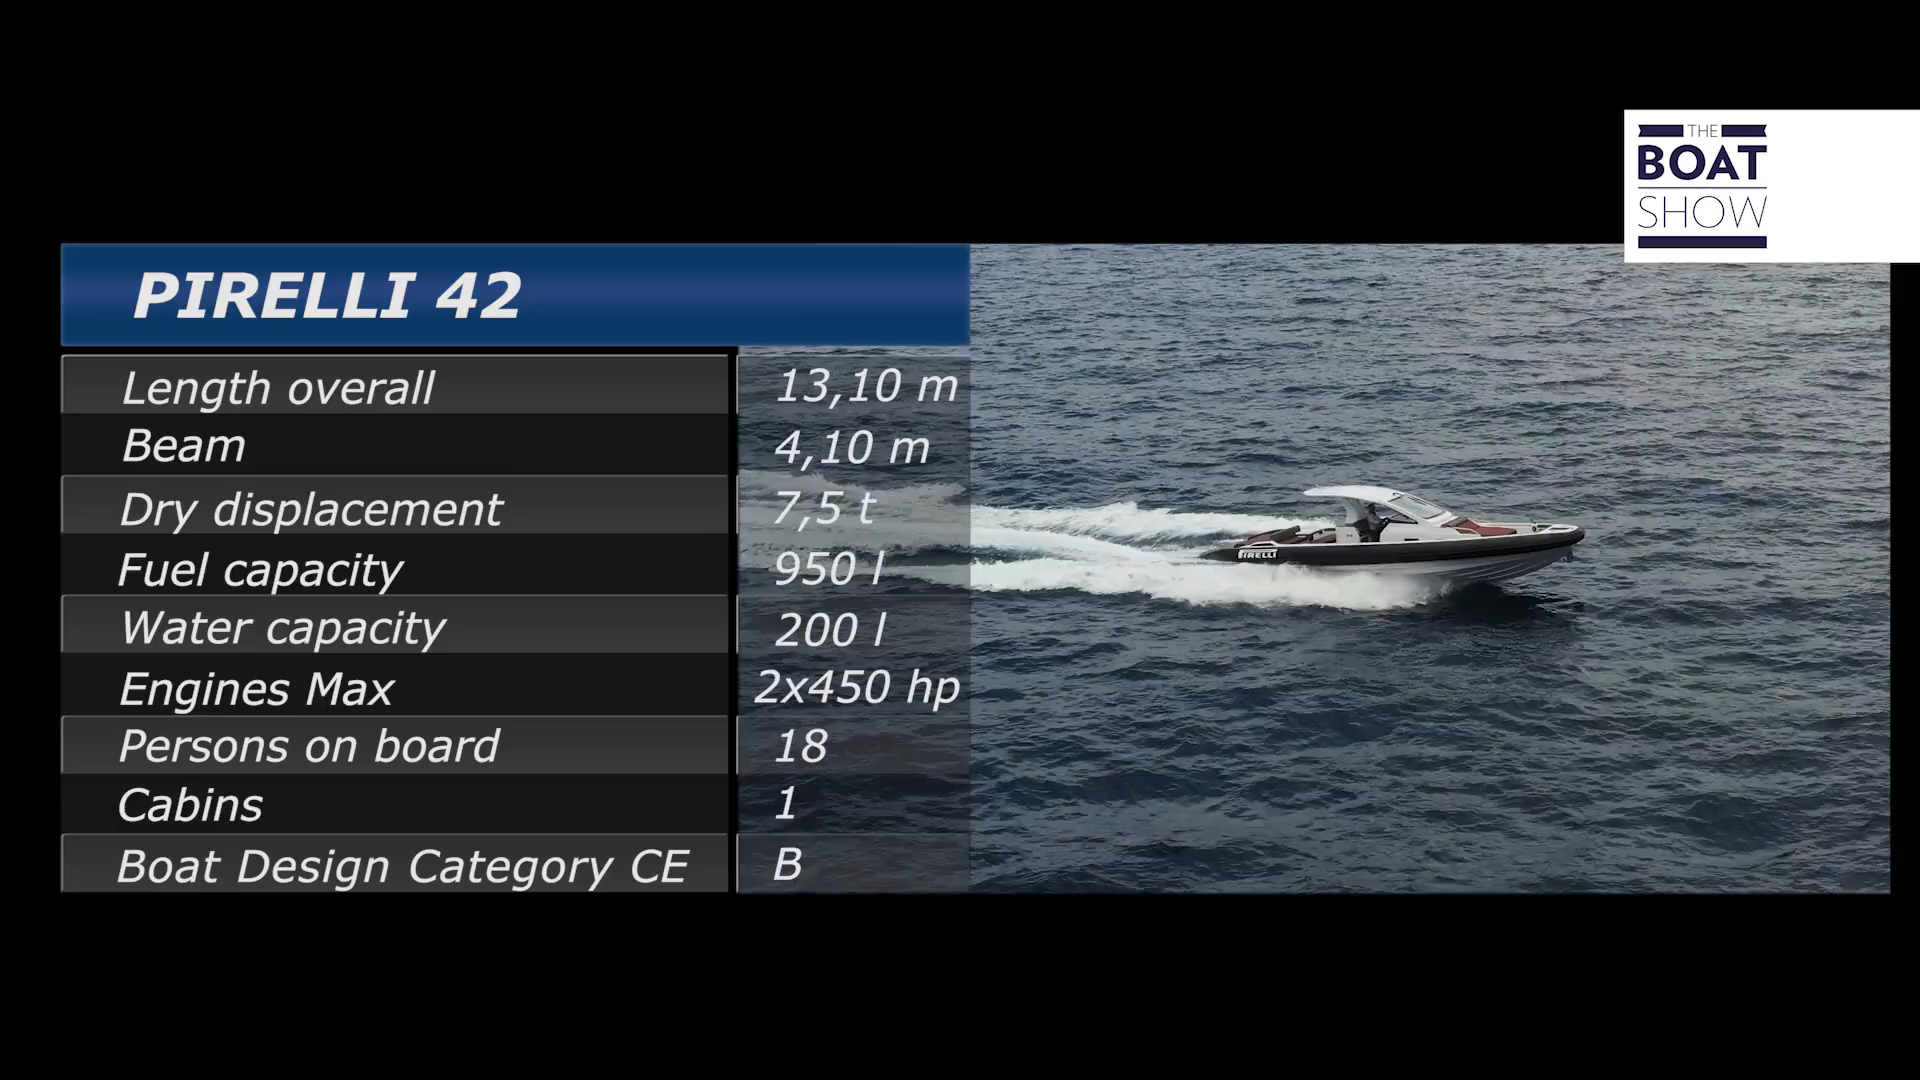 THE
BOAT
SHOW
PIRELLI 42
Length overall 13,10 m
Beam 4,10 m
Dry displacement 7,5 t
Fuel capacity 950 l
Water capacity 200 l
Engines Max 2x450 hp
Persons on board 18
Cabins 1
Boat Design Category CE B
PIRELLI